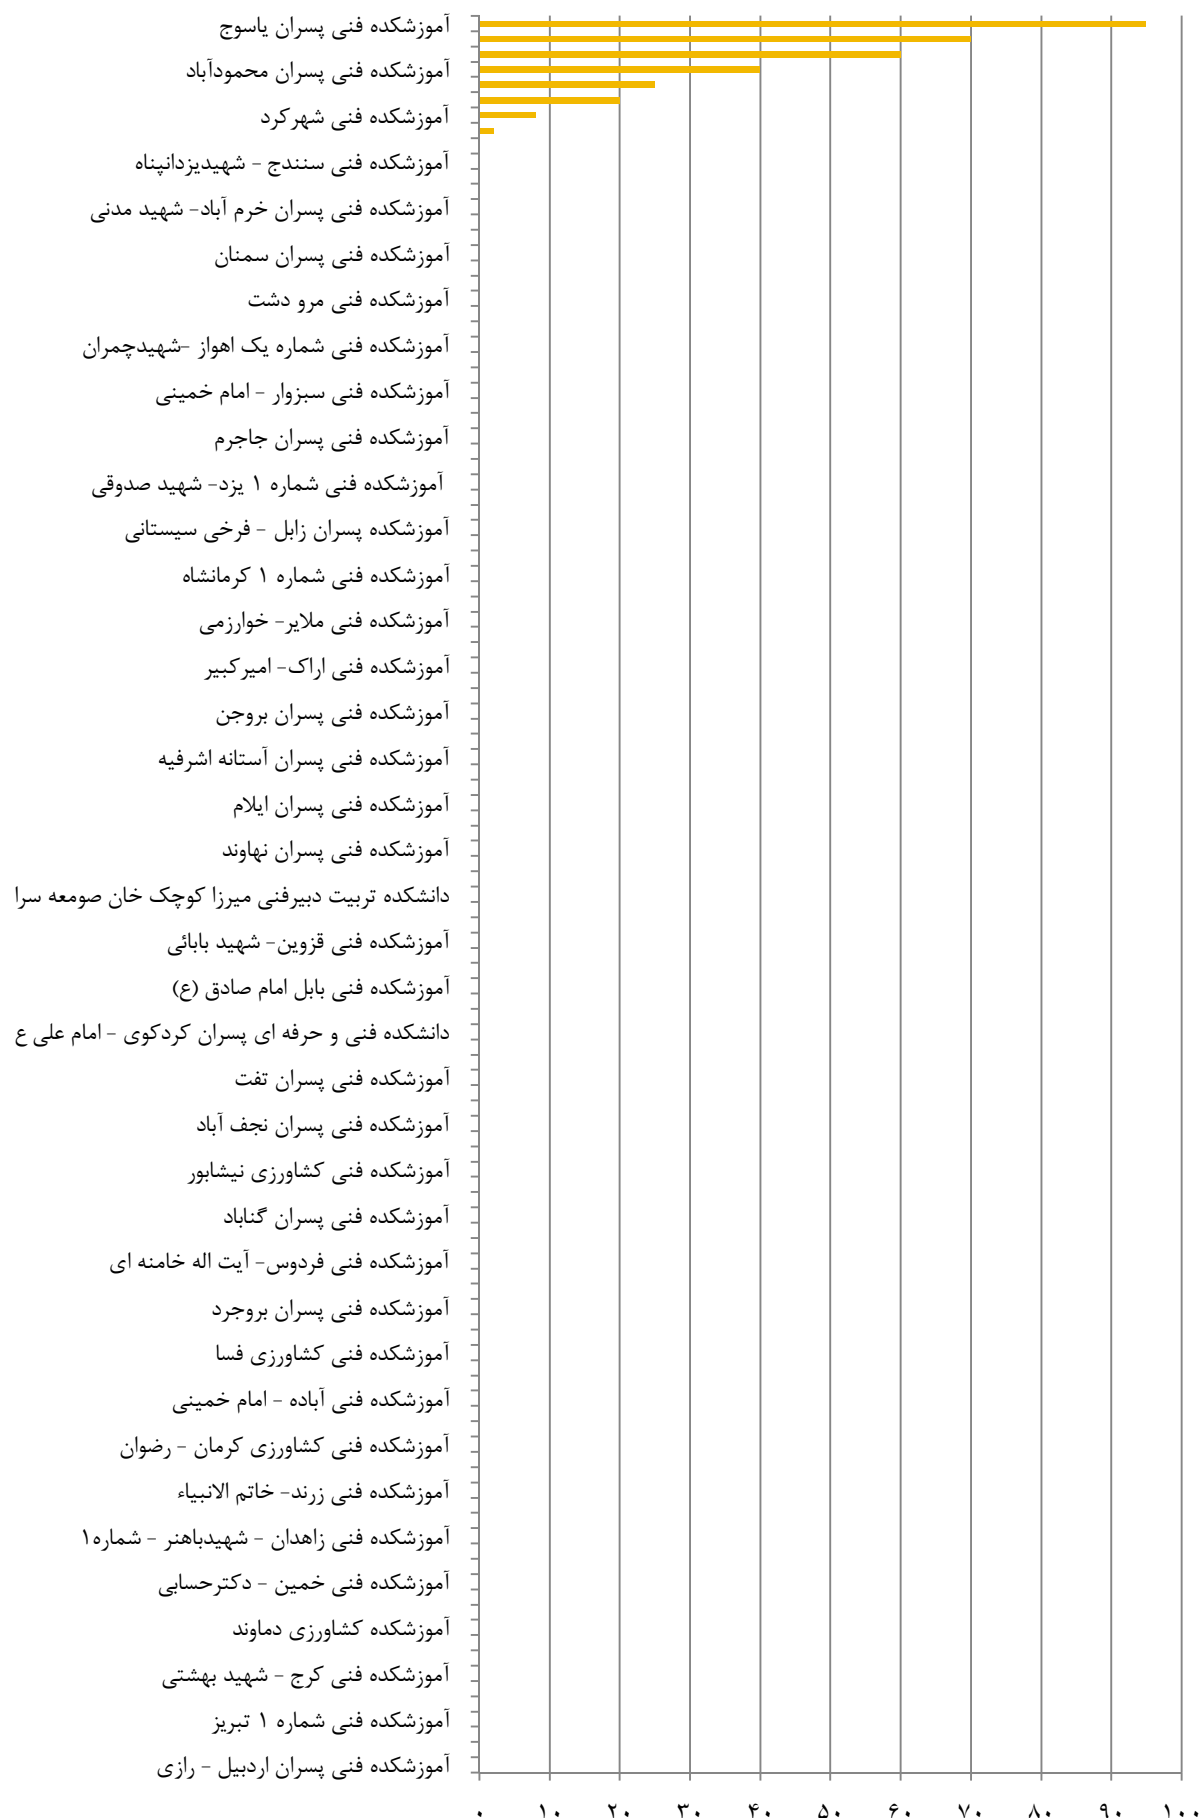 آموزشکده فنی پسران یاسوج
آموزشکده فنی پسران محمودآباد
آموزشکده فنی شهرکرد
آموزشکده فنی سنندج - شهیدیزدانپناه
آموزشکده فنی پسران خرم آباد- شهید مدنی
آموزشکده فنی پسران سمنان
آموزشکده فنی مرو دشت
آموزشکده فنی شماره یک اهواز -شهیدچمران
آموزشکده فنی سبزوار - امام خمینی
آموزشکده فنی پسران جاجرم
آموزشکده فنی شماره ۱ یزد- شهید صدوقی
آموزشکده پسران زابل - فرخی سیستانی
آموزشکده فنی شماره ۱ کرمانشاه
آموزشکده فنی ملایر- خوارزمی
آموزشکده فنی اراک- امیرکبیر
آموزشکده فنی پسران بروجن
آموزشکده فنی پسران آستانه اشرفیه
آموزشکده فنی پسران ایلام
آموزشکده فنی پسران نهاوند
دانشکده تربیت دبیرفنی میرزا کوچک خان صومعه سرا
آموزشکده فنی قزوین- شهید بابائی
آموزشکده فنی بابل امام صادق (ع)
دانشکده فنی و حرفه ای پسران کردکوی - امام علی ع
آموزشکده فنی پسران تفت
آموزشکده فنی پسران نجف آباد
آموزشکده فنی کشاورزی نیشابور
آموزشکده فنی پسران گناباد
آموزشکده فنی فردوس- آیت اله خامنه ای
آموزشکده فنی پسران بروجرد
آموزشکده فنی کشاورزی فسا
آموزشکده فنی آباده - امام خمینی
آموزشکده فنی کشاورزی کرمان - رضوان
آموزشکده فنی زرند- خاتم الانبیاء
آموزشکده فنی زاهدان - شهیدباهنر - شماره۱
آموزشکده فنی خمین - دکترحسابی
آموزشکده کشاورزی دماوند
آموزشکده فنی کرج - شهید بهشتی
آموزشکده فنی شماره ۱ تبریز
آموزشکده فنی پسران اردبیل - رازی
۰ ۱۰ ۲۰ ۳۰ ۴۰ ۵۰ ۶۰ ۷۰ ۸۰ ۹۰ ۱۰۰